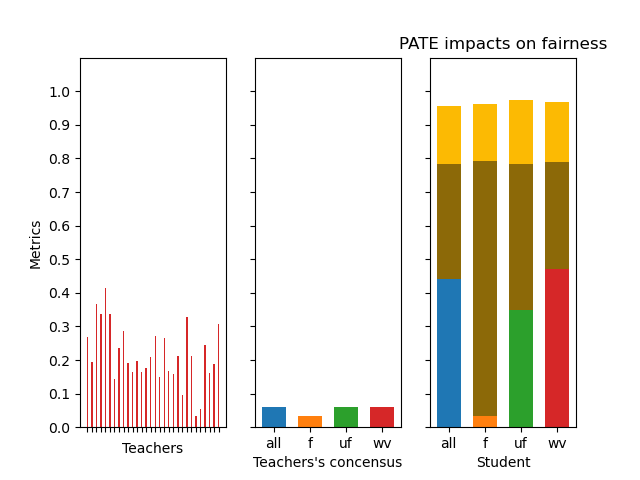 PATE impacts on fairness
Metrics
1.0
0.9
0.8
0.7
0.6
0.5
0.4
0.3
0.2
0.1
0.0
Teachers
all f uf wv
Teachers's concensus
all f uf wv
Student